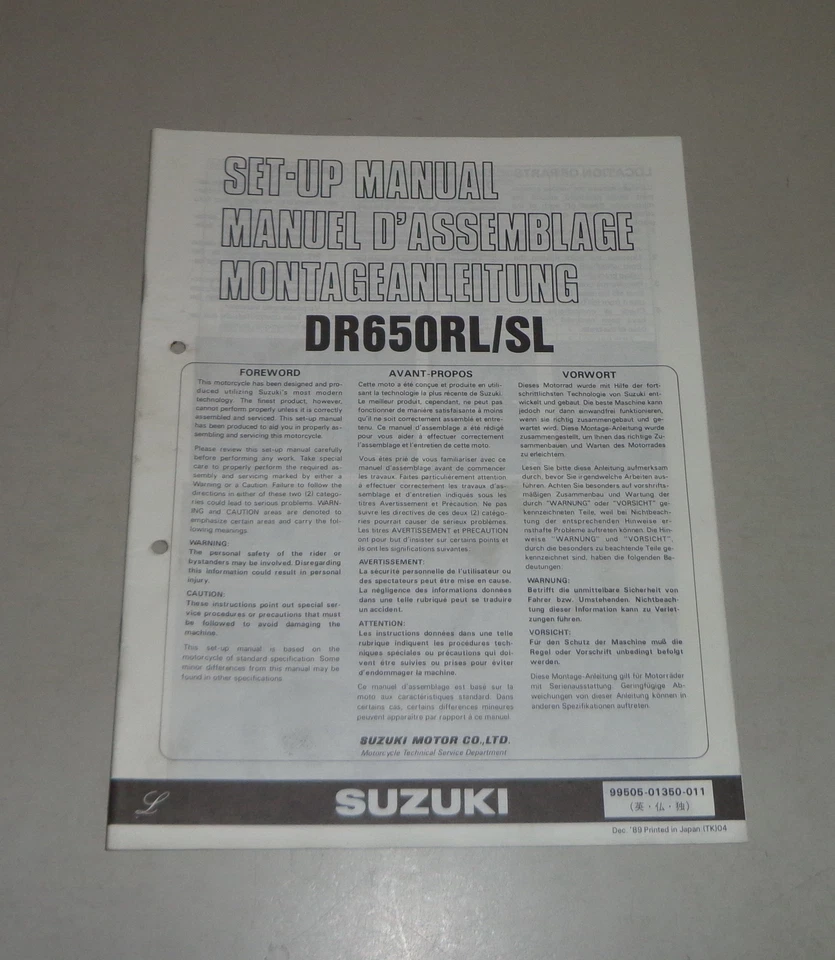 SET-UP MANUAL
MANUEL D'ASSEMBLAGE
MONTAGEANLEITUNG
DR650RL/SL
FOREWORD
This motorcycle has been designed and pro-
duced utilizing Suzuki's most modern
technology. The finest product, however,
cannot perform properly unless it is correctly
assembled and serviced. This set-up manual
has been produced to aid you in properly as-
sembling and servicing this motorcycle.
Please review this set-up manual carefully
before performing any work. Take special
care to properly perform the required as-
sembly and servicing marked by either a
Warning or a Caution. Failure to follow the
directions in either of these two (2) catego-
ries could lead to serious problems. WARN-
ING and CAUTION areas are denoted to
emphasize certain areas and carry the fol-
lowing meanings.
WARNING:
The personal safety of the rider or
bystanders may be involved. Disregarding
this information could result in personal
injury.
CAUTION:
These instructions point out special ser-
vice procedures or precautions that must
be followed to avoid damaging the
machine.
This set-up manual is based on the
motorcycle of standard specification. Some
minor differences from this manual may be
found in other specifications.
AVANT-PROPOS
Cette moto a été conçue et produite en utili-
sant la technologie la plus récente de Suzuki.
Le meilleur produit, cependant, ne peut pas
fonctionner de manière satisfaisante à moins
qu'il ne soit correctement assemblé et entre-
tenu. Ce manuel d'assemblage a été rédigé
pour vous aider à effectuer correctement
l'assemblage et l'entretien de cette moto.
Vous êtes prié de vous familiariser avec ce
manuel d'assemblage avant de commencer
les travaux. Faites particulièrement attention
à effectuer correctement les travaux d'as-
semblage et d'entretien indiqués sous les
titres Avertissement et Precaution. Ne pas
suivre les directives de ces deux (2) catégo-
ries pourrait causer de sérieux problèmes.
Les titres AVERTISSEMENT et PRECAUTION
ont pour but d'insister sur certains points et
ils ont les significations suivantes.
AVERTISSEMENT:
La sécurité personnelle de l'utilisateur ou
des spectateurs peut être mise en cause.
La négligence des informations données
dans une telle rubrique peut se traduire
un accident.
ATTENTION:
Les instructions données dans une telle
rubrique indiquent les procédures tech-
niques spéciales ou précautions qui doi-
vent être suivies ou prises pour éviter
d'endommager la machine.
Ce manuel d'assemblage est basé sur la
moto aux caractéristiques standard. Dans
certains cas, certains différences mineures
peuvent apparaître par rapport à ce manuel.
VORWORT
Dieses Motorrad wurde mit Hilfe der fort-
schrittlichsten Technologie von Suzuki ent-
wickelt und gebaut. Die beste Maschine kann
jedoch nur dann einwandfrei funktionieren,
wenn sie richtig zusammengebaut und ge-
wartet wird. Diese Montage-Anleitung wurde
zusammengestellt, um Ihnen das richtige Zu-
sammenbauen und Warten des Motorrades
zu erleichtern.
Lesen Sie bitte diese Anleitung aufmerksam
durch, bevor Sie irgendwelche Arbeiten aus-
führen. Achten Sie besonders auf vorschrifts-
mäßigen Zusammenbau und Wartung der
durch "WARNUNG" oder "VORSICHT" ge-
kennzeichneten Teile, weil bei Nichtbeach-
tung der entsprechenden Hinweise er-
nsthafte Probleme auftreten können. Die Hin-
weise "WARNUNG" und "VORSICHT",
durch die besonders zu beachtende Teile ge-
kennzeichnet sind, haben die folgenden Be-
deutungen:
WARNUNG:
Betrifft die unmittelbare Sicherheit von
Fahrer bzw. Umstehenden. Nichtbeach-
tung dieser Information kann zu Verlet-
zungen führen.
VORSICHT:
Für den Schutz der Maschine muß die
Regel oder Vorschrift unbedingt befolgt
werden.
Diese Montage-Anleitung gilt für Motorräder
mit Serienausstattung. Geringfügige Ab-
weichungen von dieser Anleitung können in
anderen Spezifikationen auftreten.
SUZUKI MOTOR CO.,LTD.
Motorcycle Technical Service Department
L
SUZUKI
99505-01350-011
(英・仏・独)
Dec. '89 Printed in Japan (TK)04